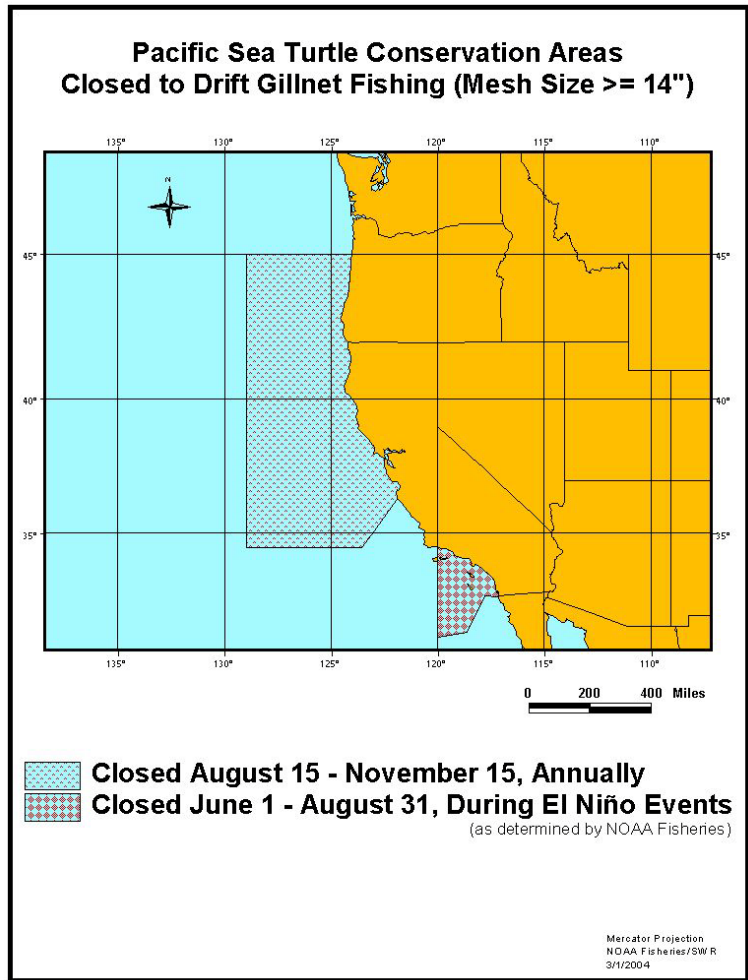 Pacific Sea Turtle Conservation Areas
Closed to Drift Gillnet Fishing (Mesh Size >= 14")
135° 130° 125° 120° 115° 110°
N
45° 45°
40° 40°
35° 35°
135° 130° 125° 120° 115° 110°
0 200 400 Miles
Closed August 15 - November 15, Annually
Closed June 1 - August 31, During El Niño Events
(as determined by NOAA Fisheries)
Mercator Projection
NOAA Fisheries/SWR
3/1/2004